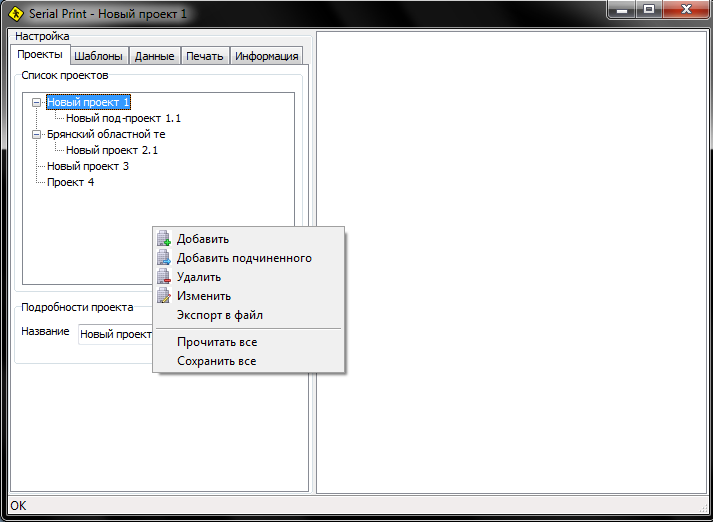 Serial Print - Новый проект 1
Настройка
Проекты Шаблоны Данные Печать Информация
Список проектов
Новый проект 1
Новый под-проект 1.1
Брянский областной те
Новый проект 2.1
Новый проект 3
Проект 4
Добавить
Добавить подчиненного
Удалить
Изменить
Экспорт в файл
Прочитать все
Сохранить все
Подробности проекта
Название Новый проект
OK